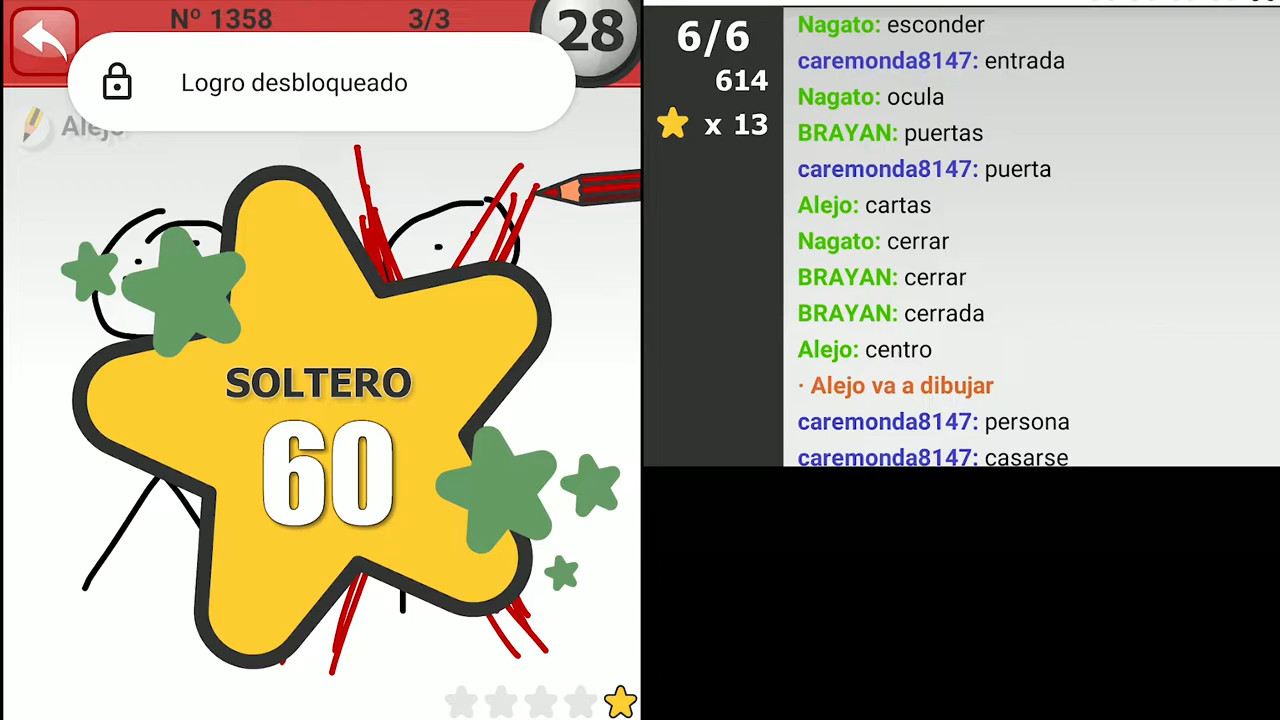 Nº 1358
3/3
28
Logro desbloqueado
Alejo
SOLTERO
60
6/6
614
x 13
Nagato: esconder
caremonda8147: entrada
Nagato: ocula
BRAYAN: puertas
caremonda8147: puerta
Alejo: cartas
Nagato: cerrar
BRAYAN: cerrar
BRAYAN: cerrada
Alejo: centro
· Alejo va a dibujar
caremonda8147: persona
caremonda8147: casarse